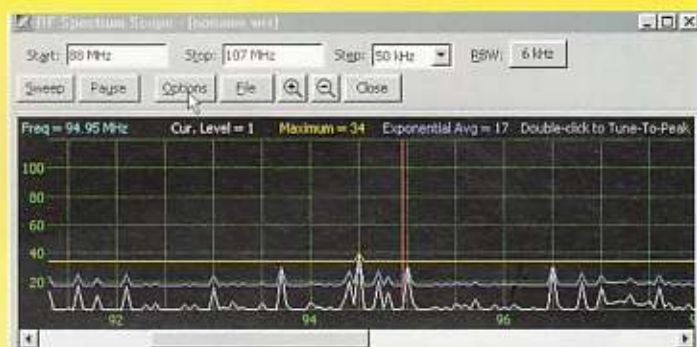 RF Spectrum Scope - [noname.wrs]
Start: 88 MHz Stop: 107 MHz Step: 50 kHz RBW: 6 kHz
Sweep Pause Options File Close
Freq = 94.95 MHz Cur. Level = 1 Maximum = 34 Exponential Avg = 17 Double-click to Tune-To-Peak
100
80
60
40
20
92 94 96